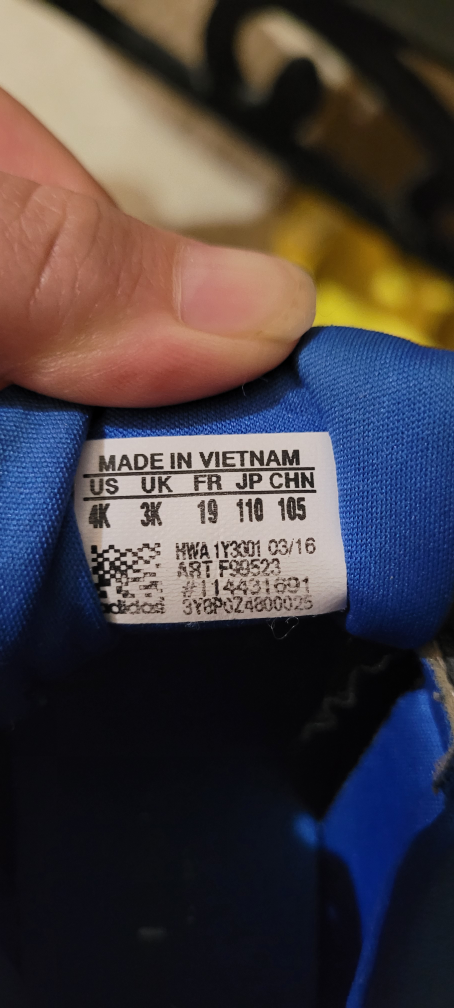 MADE IN VIETNAM
US UK FR JP CHN
4K 3K 19 110 105
HWA 1Y3001 03/16
ART F99523
#114431691
adidas 3YBP0Z4800025